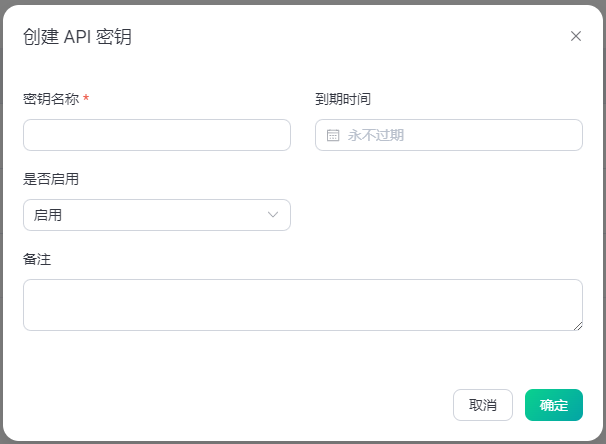 创建 API 密钥
密钥名称 *
到期时间
永不过期
是否启用
启用
备注
取消
确定